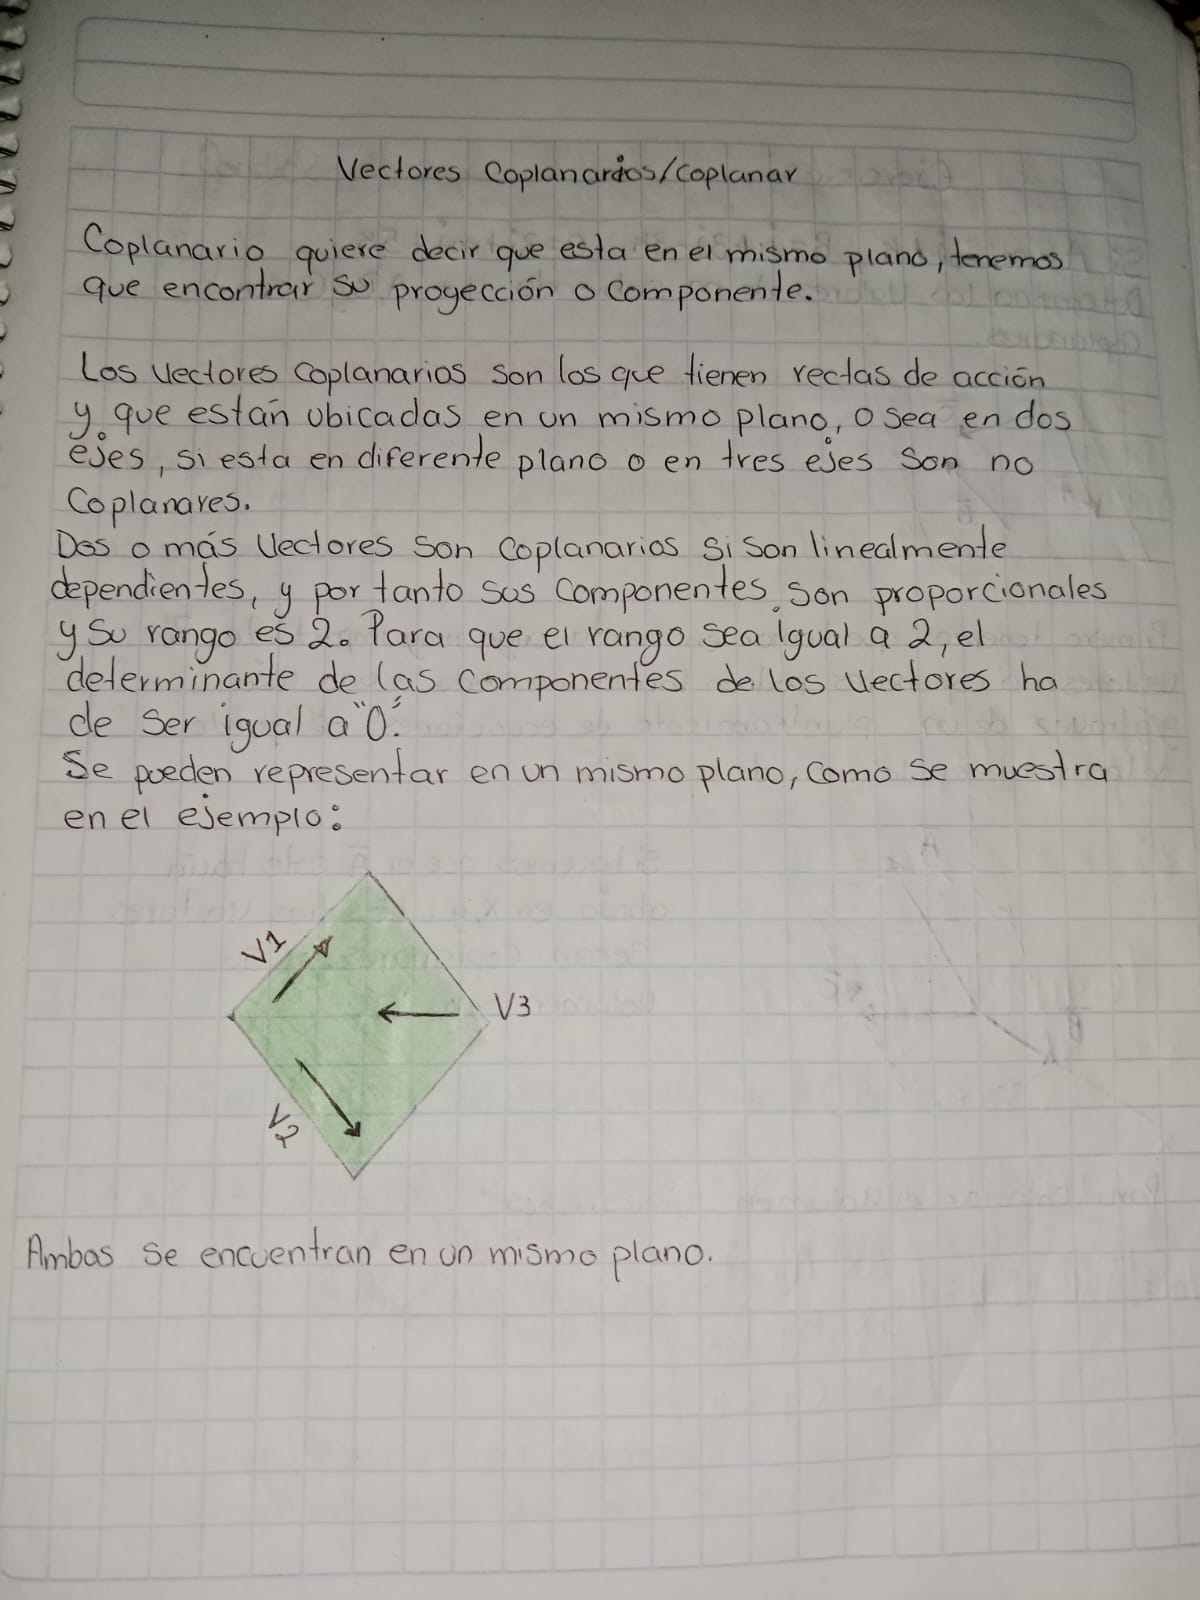 Vectores Coplanarios/Coplanar
Coplanario quiere decir que esta en el mismo plano, tenemos
que encontrar su proyección o componente.
Los Vectores Coplanarios son los que tienen rectas de acción
y que estan ubicadas en un mismo plano, o sea en dos
ejes, si esta en diferente plano o en tres ejes son no
Coplanares.
Dos o más Vectores son Coplanarios si son linealmente
dependientes, y por tanto sus componentes son proporcionales
y su rango es 2. Para que el rango sea igual a 2, el
determinante de las componentes de los Vectores ha
de ser igual a "0".
Se pueden representar en un mismo plano, como se muestra
en el ejemplo:
V1
V3
V2
Ambas se encuentran en un mismo plano.